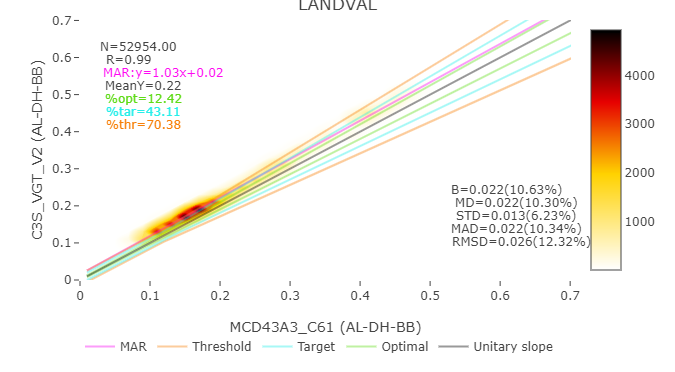 LANDVAL
0.7
0.6
0.5
0.4
0.3
0.2
0.1
0
C3S_VGT_V2 (AL-DH-BB)
N=52954.00
R=0.99
MAR:y=1.03x+0.02
MeanY=0.22
%opt=12.42
%tar=43.11
%thr=70.38
B=0.022(10.63%)
MD=0.022(10.30%)
STD=0.013(6.23%)
MAD=0.022(10.34%)
RMSD=0.026(12.32%)
4000
3000
2000
1000
0 0.1 0.2 0.3 0.4 0.5 0.6 0.7
MCD43A3_C61 (AL-DH-BB)
MAR Threshold Target Optimal Unitary slope